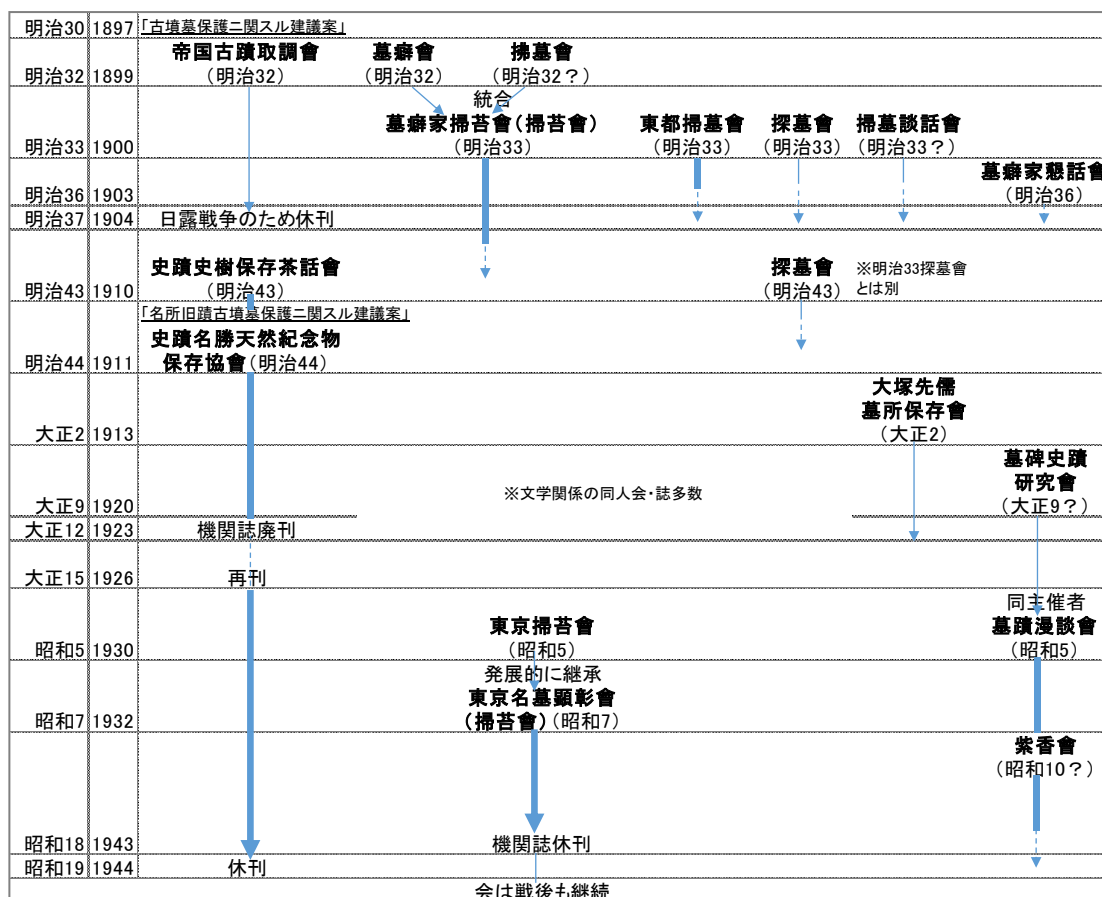 明治30 1897 「古墳墓保護ニ関スル建議案」
帝国古蹟取調會 墓癖會 拂墓會
明治32 1899 (明治32) (明治32) (明治32?)
統合
墓癖家掃苔會(掃苔會) 東都掃墓會 探墓會 掃墓談話會
明治33 1900 (明治33) (明治33) (明治33) (明治33?)
墓癖家懇話會
明治36 1903 (明治36)
明治37 1904 日露戦争のため休刊
史蹟史樹保存茶話會 探墓會 ※明治33探墓會
明治43 1910 (明治43) (明治43) とは別
「名所旧蹟古墳墓保護ニ関スル建議案」
史蹟名勝天然紀念物
明治44 1911 保存協會(明治44)
大塚先儒
墓所保存會
大正2 1913 (大正2)
墓碑史蹟
研究會
※文学関係の同人会・誌多数
大正9 1920 (大正9?)
大正12 1923 機関誌廃刊
大正15 1926 再刊
同主催者
東京掃苔會 墓蹟漫談會
昭和5 1930 (昭和5) (昭和5)
発展的に継承
東京名墓顕彰會
昭和7 1932 (掃苔會)(昭和7)
紫香會
(昭和10?)
昭和18 1943 機関誌休刊
昭和19 1944 休刊
会は戦後も継続